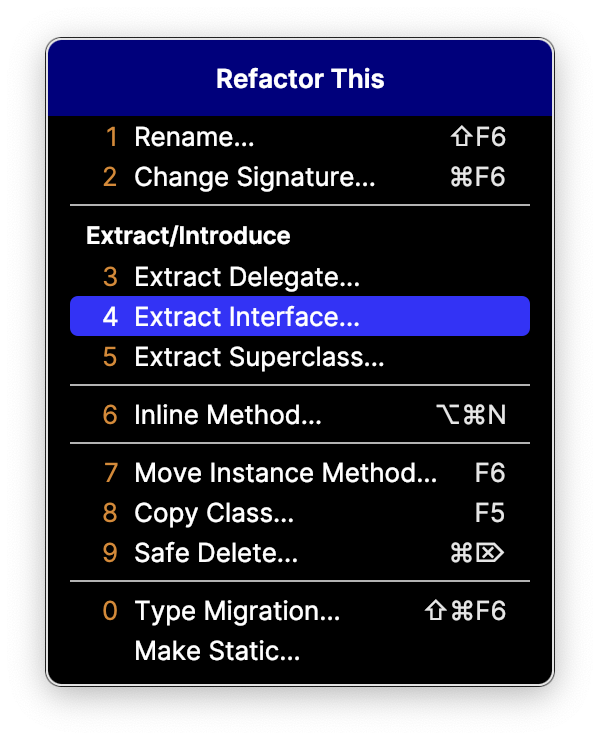 Refactor This
1 Rename... ⇧F6
2 Change Signature... ⌘F6
Extract/Introduce
3 Extract Delegate...
4 Extract Interface...
5 Extract Superclass...
6 Inline Method... ⌥⌘N
7 Move Instance Method... F6
8 Copy Class... F5
9 Safe Delete... ⌘⌦
0 Type Migration... ⇧⌘F6
Make Static...